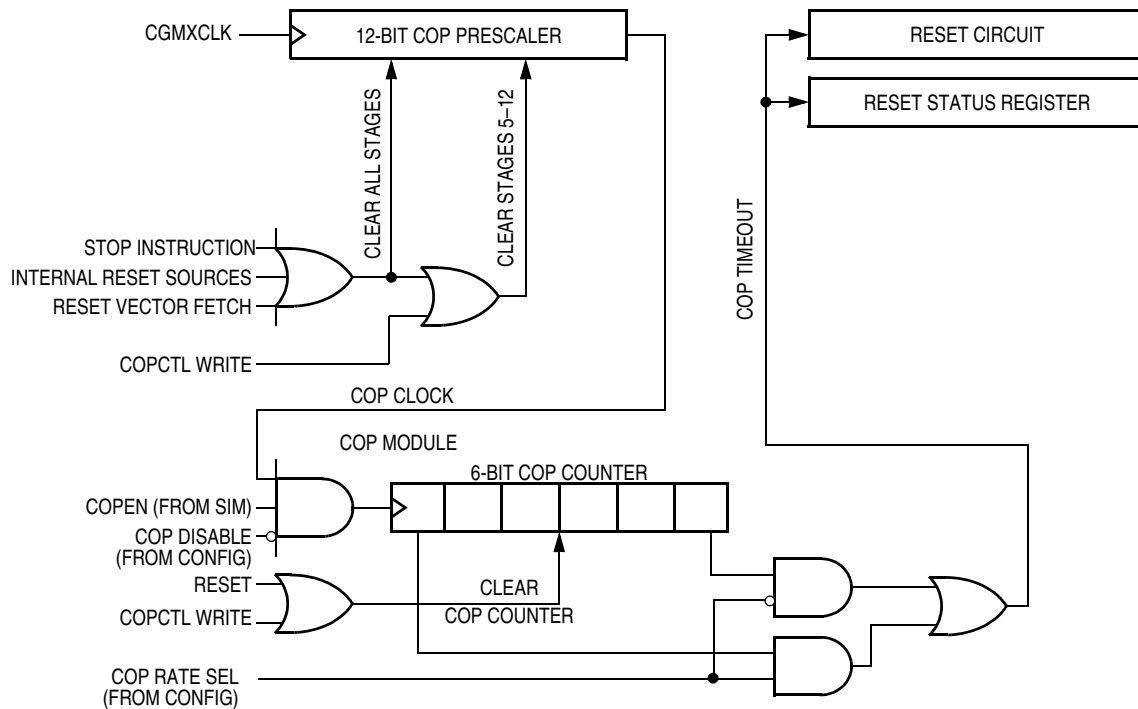 CGMXCLK
12-BIT COP PRESCALER
RESET CIRCUIT
RESET STATUS REGISTER
CLEAR ALL STAGES
CLEAR STAGES 5–12
COP TIMEOUT
STOP INSTRUCTION
INTERNAL RESET SOURCES
RESET VECTOR FETCH
COPCTL WRITE
COP CLOCK
COP MODULE
6-BIT COP COUNTER
COPEN (FROM SIM)
COP DISABLE
(FROM CONFIG)
RESET
COPCTL WRITE
CLEAR
COP COUNTER
COP RATE SEL
(FROM CONFIG)